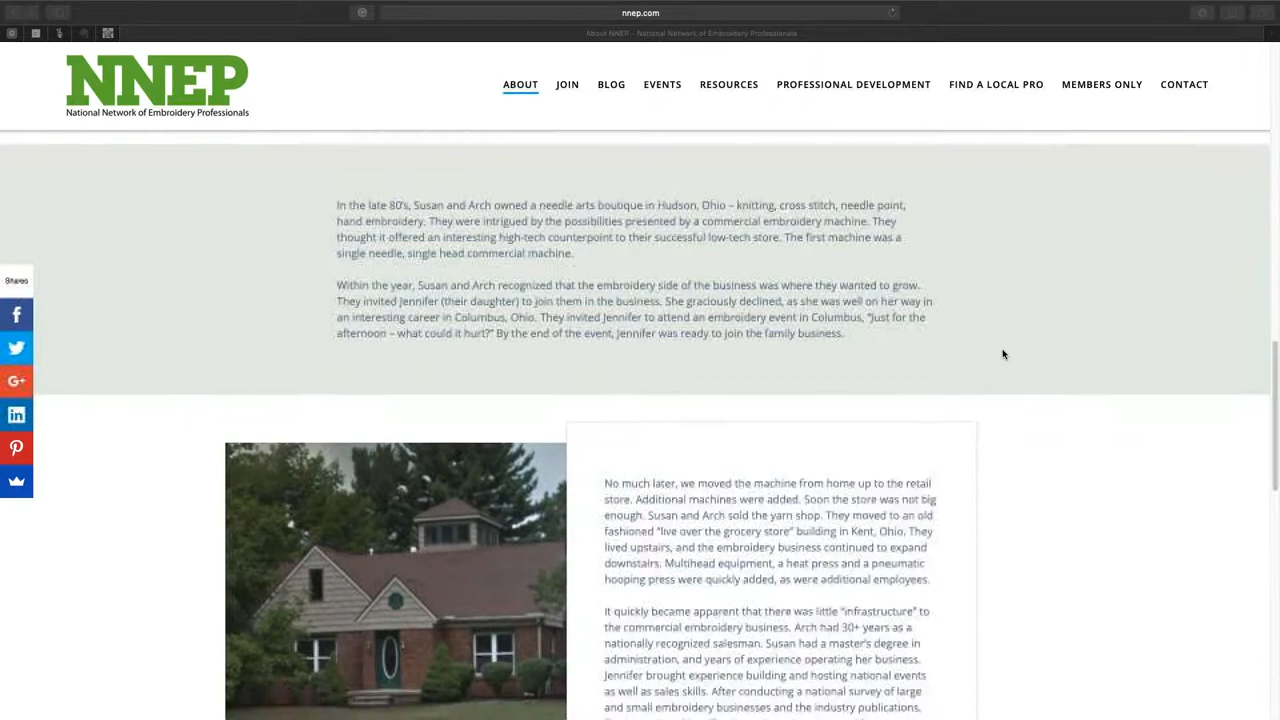 nnep.com
About NNEP – National Network of Embroidery Professionals
NNEP
National Network of Embroidery Professionals
ABOUT JOIN BLOG EVENTS RESOURCES PROFESSIONAL DEVELOPMENT FIND A LOCAL PRO MEMBERS ONLY CONTACT
In the late 80's, Susan and Arch owned a needle arts boutique in Hudson, Ohio – knitting, cross stitch, needle point,
hand embroidery. They were intrigued by the possibilities presented by a commercial embroidery machine. They
thought it offered an interesting high-tech counterpoint to their successful low-tech store. The first machine was a
single needle, single head commercial machine.
Within the year, Susan and Arch recognized that the embroidery side of the business was where they wanted to grow.
They invited Jennifer (their daughter) to join them in the business. She graciously declined, as she was well on her way in
an interesting career in Columbus, Ohio. They invited Jennifer to attend an embroidery event in Columbus, "Just for the
afternoon – what could it hurt?" By the end of the event, Jennifer was ready to join the family business.
Shares
f
G+
in
No much later, we moved the machine from home up to the retail
store. Additional machines were added. Soon the store was not big
enough. Susan and Arch sold the yarn shop. They moved to an old
fashioned "live over the grocery store" building in Kent, Ohio. They
lived upstairs, and the embroidery business continued to expand
downstairs. Multihead equipment, a heat press and a pneumatic
hooping press were quickly added, as were additional employees.
It quickly became apparent that there was little "infrastructure" to
the commercial embroidery business. Arch had 30+ years as a
nationally recognized salesman. Susan had a master's degree in
administration, and years of experience operating her business.
Jennifer brought experience building and hosting national events
as well as sales skills. After conducting a national survey of large
and small embroidery businesses and the industry publications.